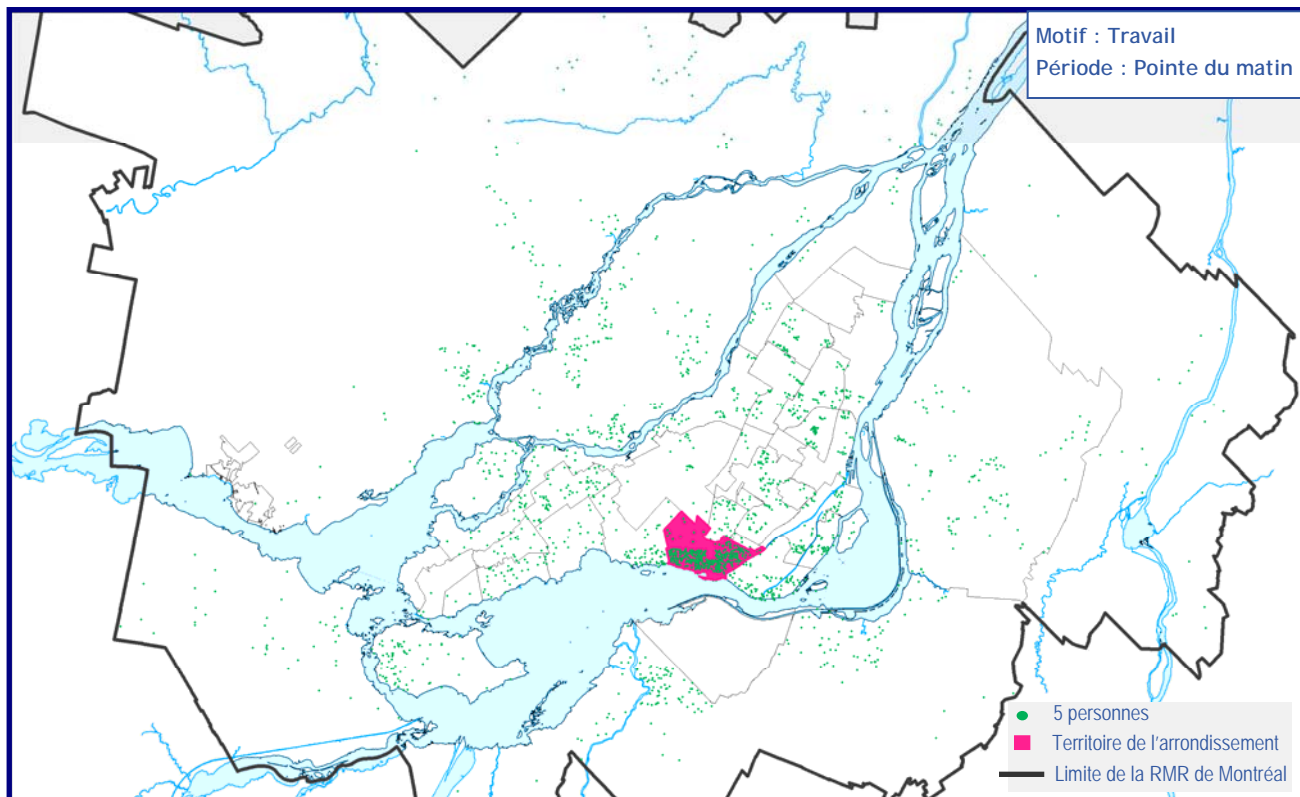 Motif : Travail
Période : Pointe du matin
5 personnes
Territoire de l'arrondissement
Limite de la RMR de Montréal